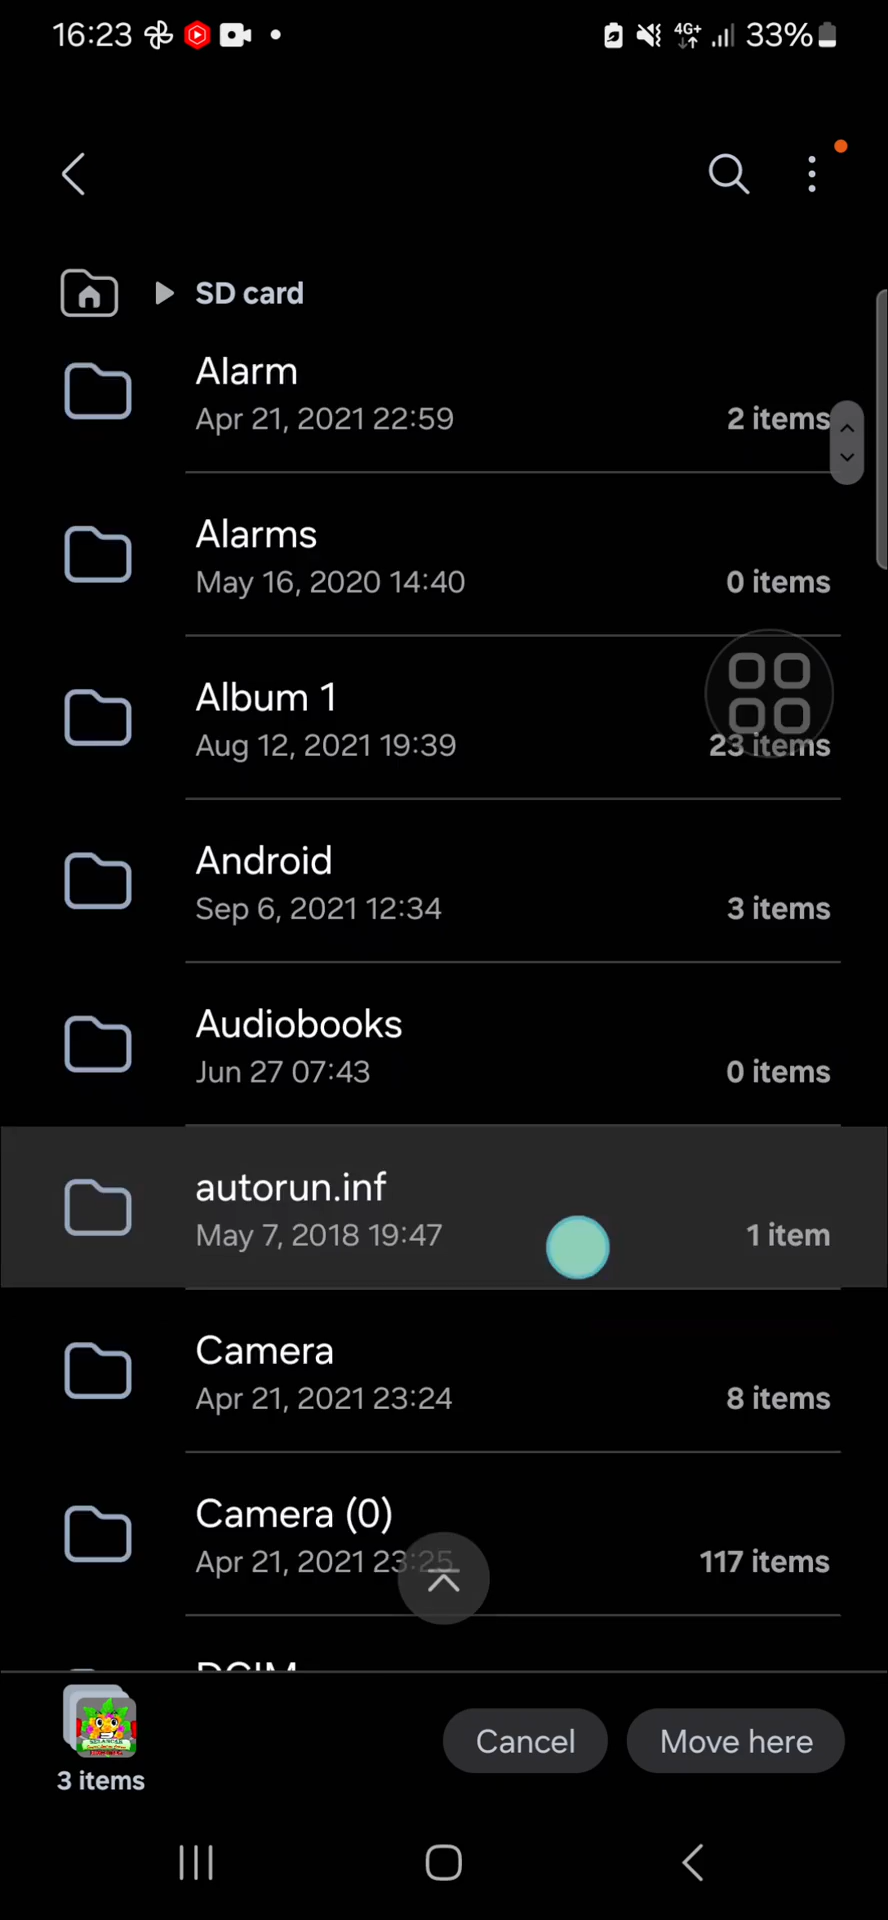 16:23
4G+
33%
SD card
Alarm
Apr 21, 2021 22:59
2 items
Alarms
May 16, 2020 14:40
0 items
Album 1
Aug 12, 2021 19:39
23 items
Android
Sep 6, 2021 12:34
3 items
Audiobooks
Jun 27 07:43
0 items
autorun.inf
May 7, 2018 19:47
1 item
Camera
Apr 21, 2021 23:24
8 items
Camera (0)
Apr 21, 2021 23:25
117 items
DCIM
3 items
Cancel
Move here